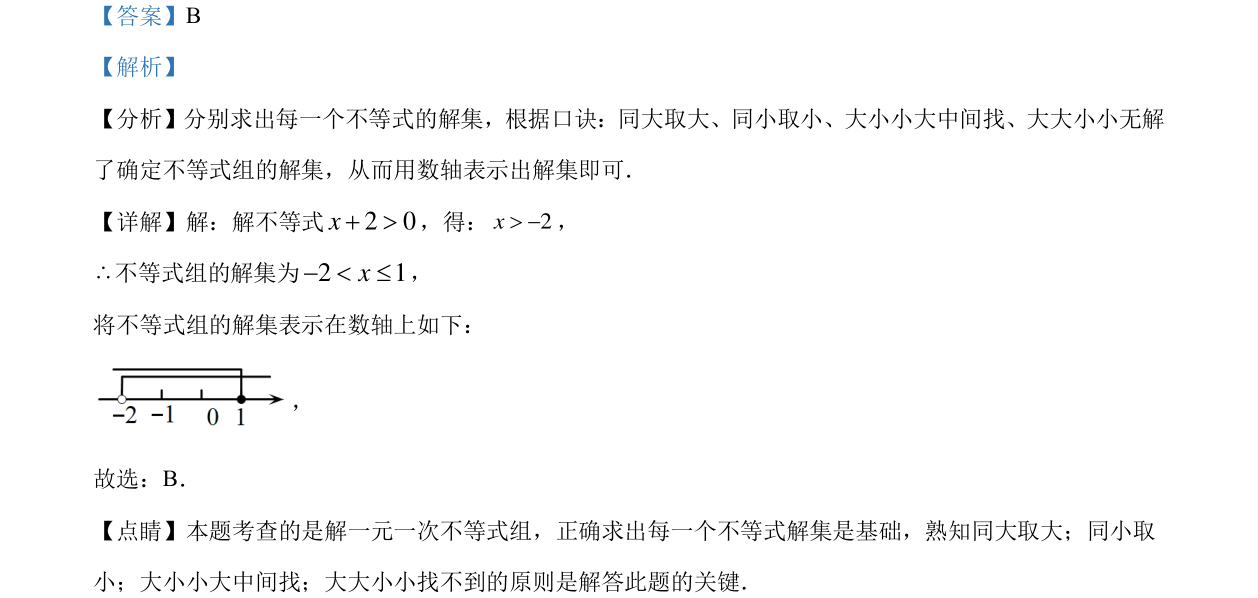 【答案】B
【解析】
【分析】分别求出每一个不等式的解集，根据口诀：同大取大、同小取小、大小小大中间找、大大小小无解
了确定不等式组的解集，从而用数轴表示出解集即可．
【详解】解：解不等式 x+2>0，得： x>−2，
∴不等式组的解集为−2<x≤1，
将不等式组的解集表示在数轴上如下：
−2 −1 0 1 ，
故选：B．
【点睛】本题考查的是解一元一次不等式组，正确求出每一个不等式解集是基础，熟知同大取大；同小取
小；大小小大中间找；大大小小找不到的原则是解答此题的关键．